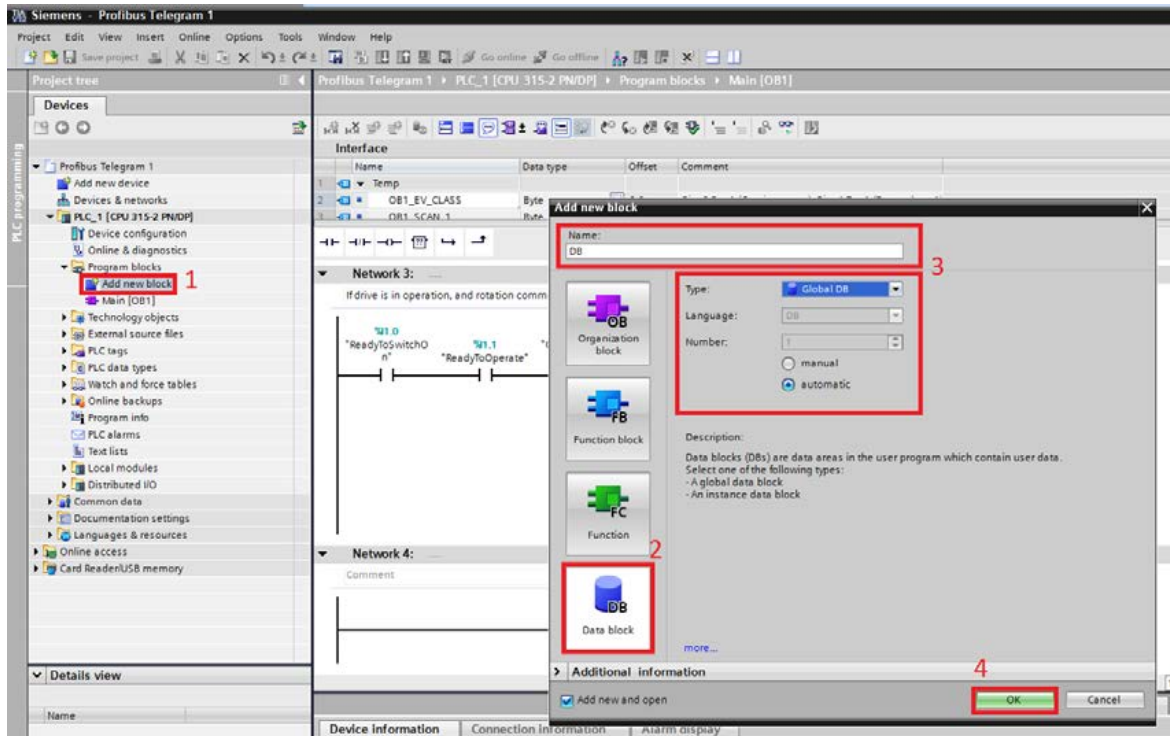 Siemens - Profibus Telegram 1
Project Edit View Insert Online Options Tools Window Help
Save project Go online Go offline
Project tree
Profibus Telegram 1 PLC_1 [CPU 315-2 PN/DP] Program blocks Main [OB1]
Devices
PLC programming
Profibus Telegram 1
Add new device
Devices & networks
PLC_1 [CPU 315-2 PN/DP]
Device configuration
Online & diagnostics
Program blocks
Add new block 1
Main [OB1]
Technology objects
External source files
PLC tags
PLC data types
Watch and force tables
Online backups
Program info
PLC alarms
Text lists
Local modules
Distributed I/O
Common data
Documentation settings
Languages & resources
Online access
Card Reader/USB memory
Details view
Name
Interface
Name Data type Offset Comment
1 Temp
2 OB1_EV_CLASS Byte
3 OB1_SCAN_1 Byte
Network 3:
If drive is in operation, and rotation comm
%I1.0
"ReadyToSwitchO
n"
%I1.1
"ReadyToOperate"
Network 4:
Comment
Device information Connection information Alarm display
Add new block
Name:
DB
3
OB
Organization
block
FB
Function block
FC
Function
2
DB
Data block
Type: Global DB
Language: DB
Number: 1
manual
automatic
Description:
Data blocks (DBs) are data areas in the user program which contain user data.
Select one of the following types:
- A global data block
- An instance data block
more...
Additional information
4
Add new and open
OK Cancel